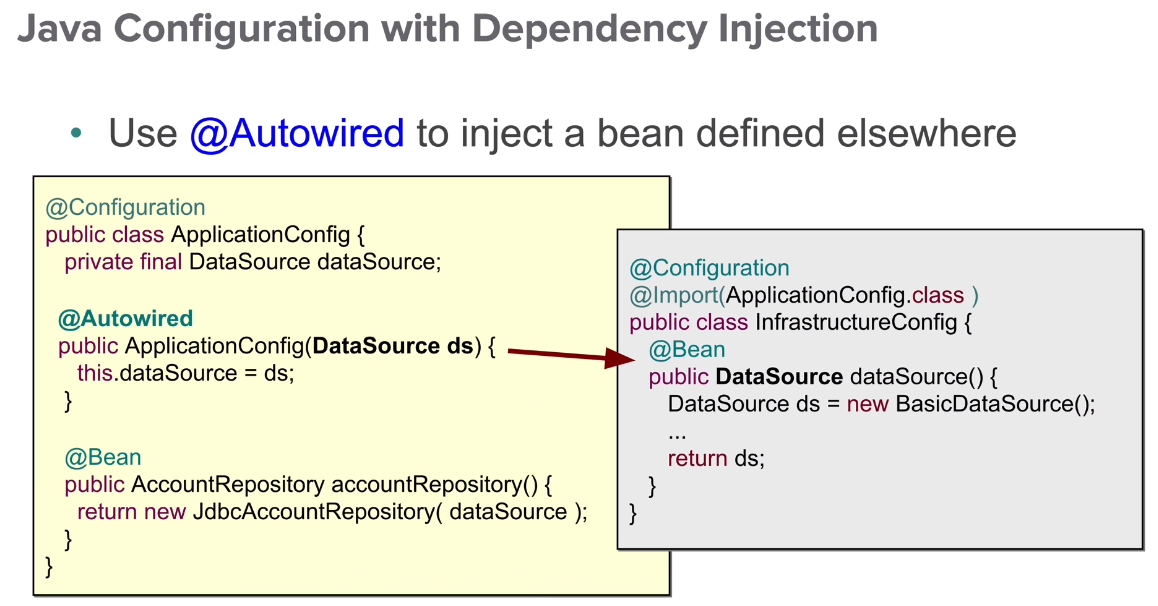 Java Configuration with Dependency Injection
• Use @Autowired to inject a bean defined elsewhere
@Configuration
public class ApplicationConfig {
private final DataSource dataSource;
@Autowired
public ApplicationConfig(DataSource ds) {
this.dataSource = ds;
}
@Bean
public AccountRepository accountRepository() {
return new JdbcAccountRepository( dataSource );
}
}
@Configuration
@Import(ApplicationConfig.class )
public class InfrastructureConfig {
@Bean
public DataSource dataSource() {
DataSource ds = new BasicDataSource();
...
return ds;
}
}